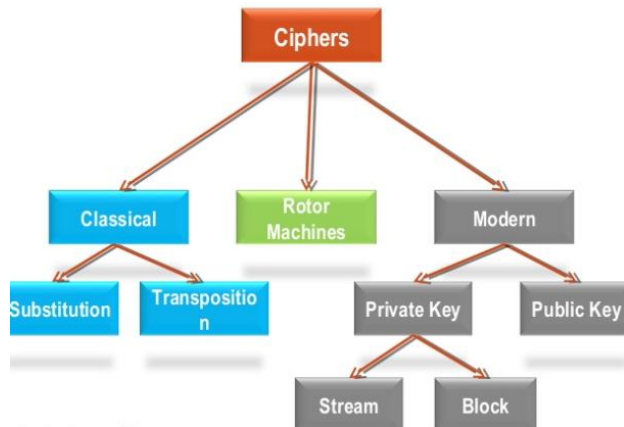 Ciphers
Classical
Rotor
Machines
Modern
Substitution
Transpositio
n
Private Key
Public Key
Stream
Block